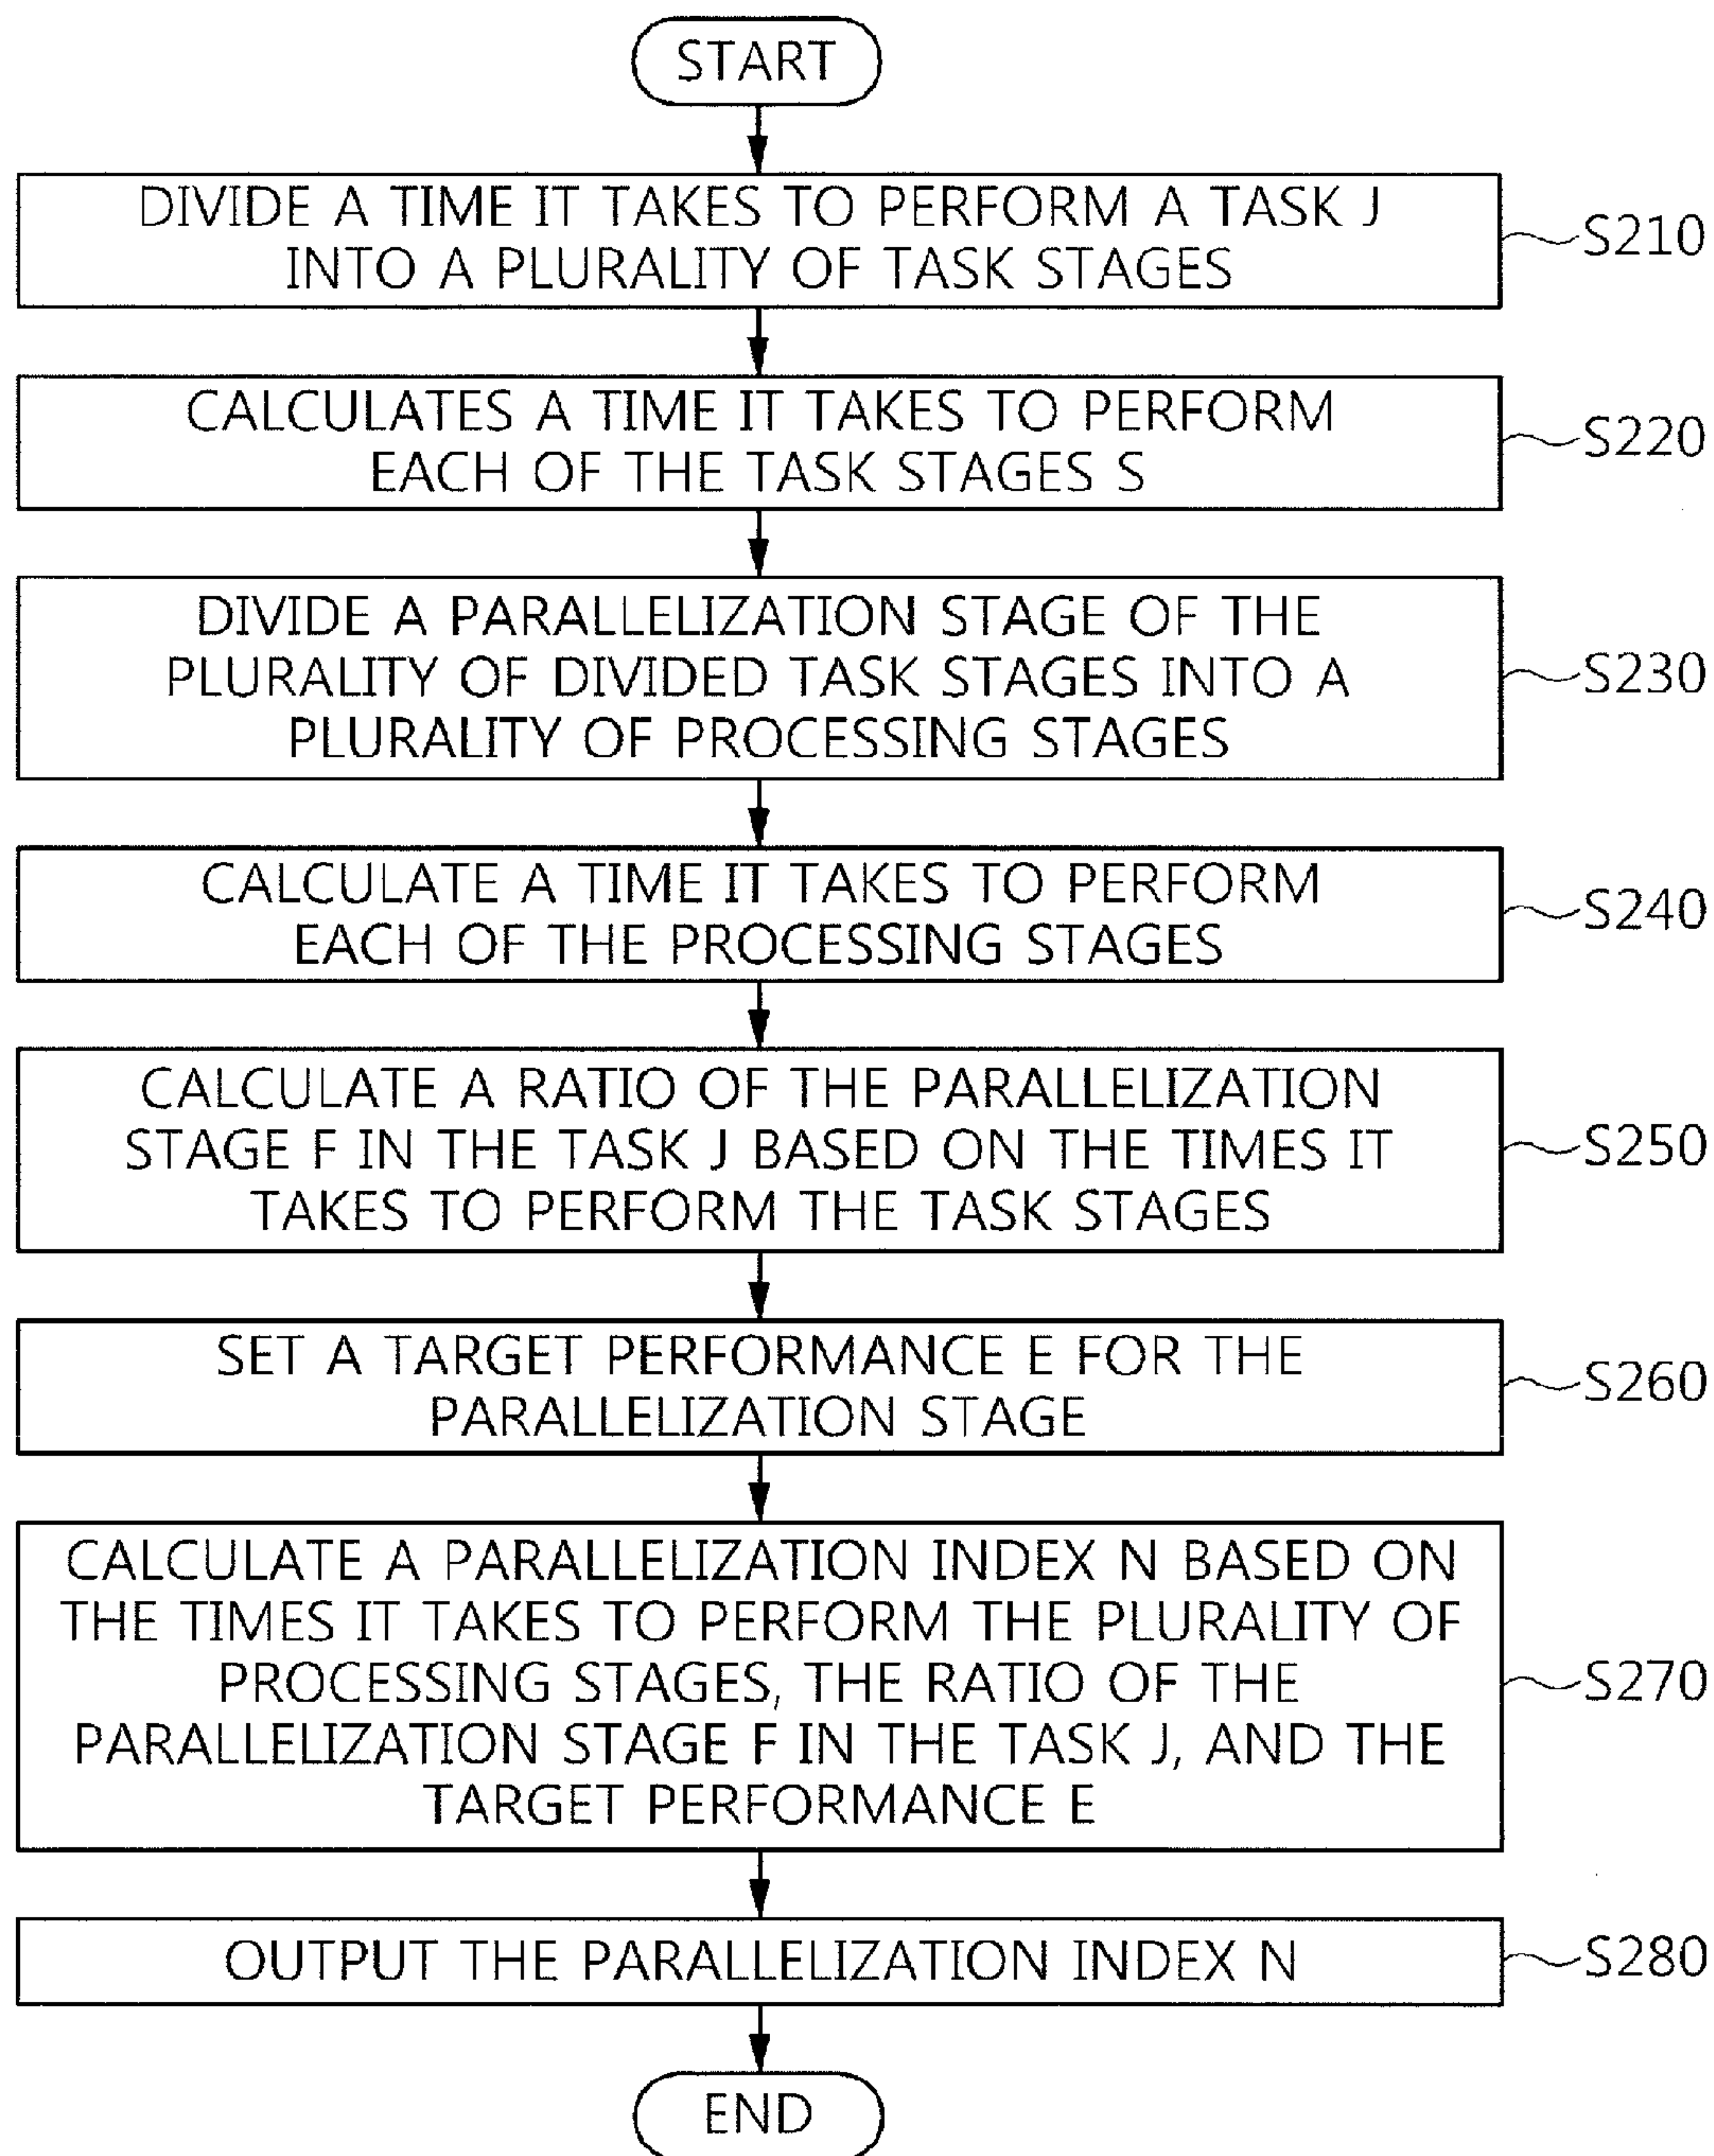 START
DIVIDE A TIME IT TAKES TO PERFORM A TASK J
INTO A PLURALITY OF TASK STAGES
S210
CALCULATES A TIME IT TAKES TO PERFORM
EACH OF THE TASK STAGES S
S220
DIVIDE A PARALLELIZATION STAGE OF THE
PLURALITY OF DIVIDED TASK STAGES INTO A
PLURALITY OF PROCESSING STAGES
S230
CALCULATE A TIME IT TAKES TO PERFORM
EACH OF THE PROCESSING STAGES
S240
CALCULATE A RATIO OF THE PARALLELIZATION
STAGE F IN THE TASK J BASED ON THE TIMES IT
TAKES TO PERFORM THE TASK STAGES
S250
SET A TARGET PERFORMANCE E FOR THE
PARALLELIZATION STAGE
S260
CALCULATE A PARALLELIZATION INDEX N BASED ON
THE TIMES IT TAKES TO PERFORM THE PLURALITY OF
PROCESSING STAGES, THE RATIO OF THE
PARALLELIZATION STAGE F IN THE TASK J, AND THE
TARGET PERFORMANCE E
S270
OUTPUT THE PARALLELIZATION INDEX N
S280
END